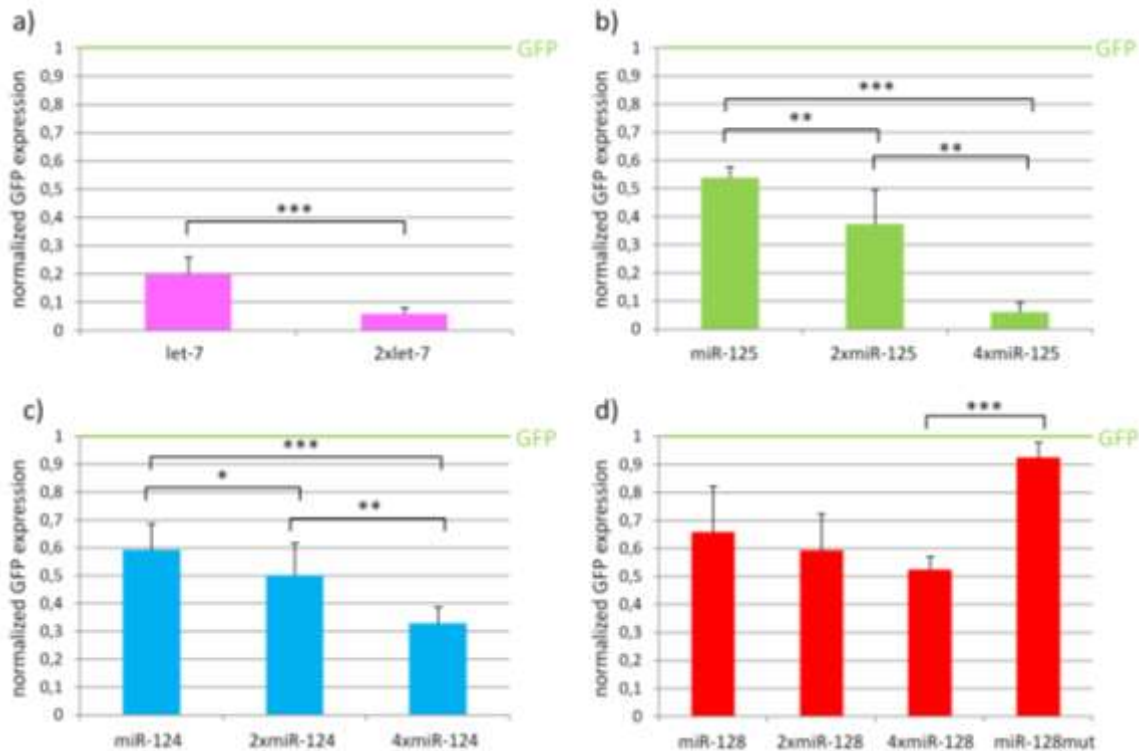 a)
GFP
normalized GFP expression
1
0,9
0,8
0,7
0,6
0,5
0,4
0,3
0,2
0,1
0
***
let-7
2xlet-7
b)
GFP
normalized GFP expression
1
0,9
0,8
0,7
0,6
0,5
0,4
0,3
0,2
0,1
0
***
**
**
miR-125
2xmiR-125
4xmiR-125
c)
GFP
normalized GFP expression
1
0,9
0,8
0,7
0,6
0,5
0,4
0,3
0,2
0,1
0
***
*
**
miR-124
2xmiR-124
4xmiR-124
d)
***
GFP
normalized GFP expression
1
0,9
0,8
0,7
0,6
0,5
0,4
0,3
0,2
0,1
0
miR-128
2xmiR-128
4xmiR-128
miR-128mut